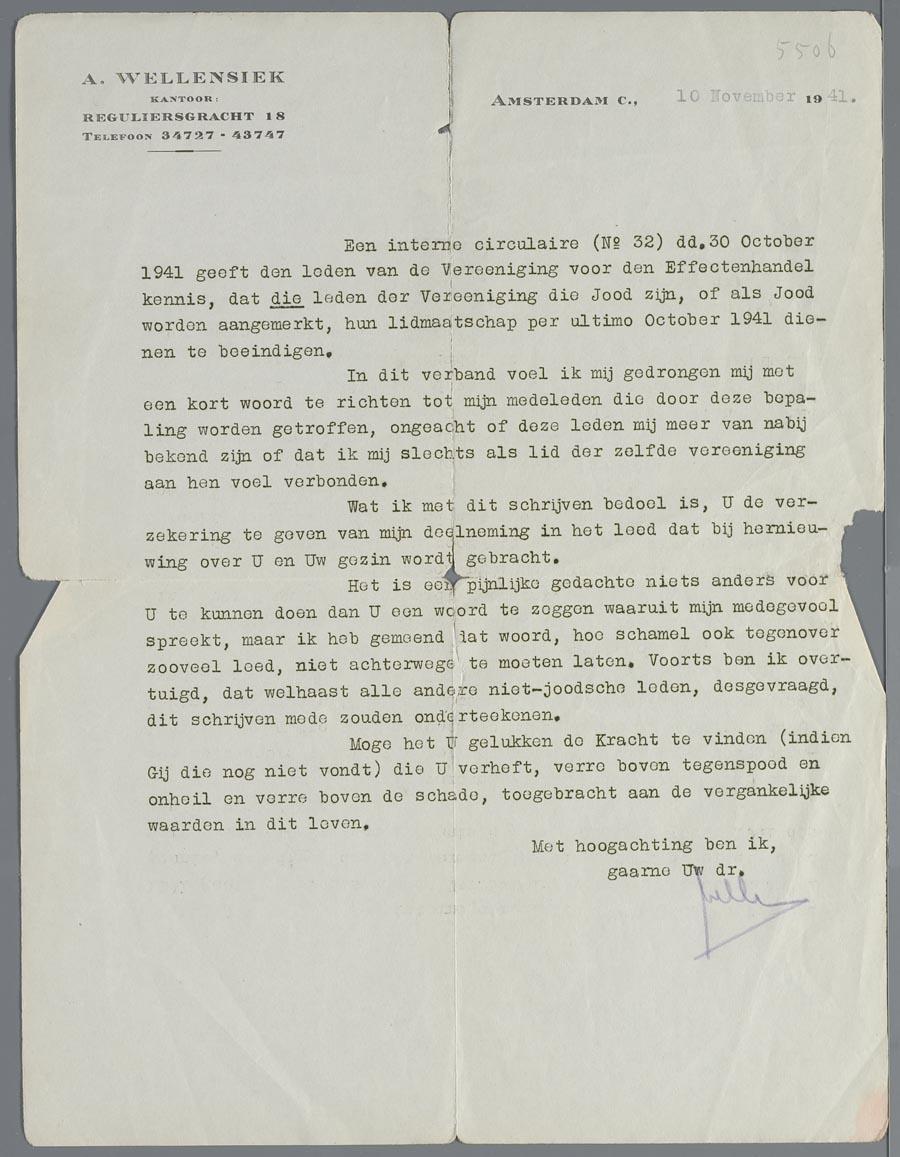 5506
A. WELLENSIEK
KANTOOR:
REGULIERSGRACHT 18
TELEFOON 34727 - 43747
AMSTERDAM C., 10 November 1941.
Een interne circulaire (Nº 32) dd.30 October
1941 geeft den leden van de Vereeniging voor den Effectenhandel
kennis, dat die leden der Vereeniging die Jood zijn, of als Jood
worden aangemerkt, hun lidmaatschap per ultimo October 1941 die-
nen te beeindigen.
In dit verband voel ik mij gedrongen mij met
een kort woord te richten tot mijn medeleden die door deze bepa-
ling worden getroffen, ongeacht of deze leden mij meer van nabij
bekend zijn of dat ik mij slechts als lid der zelfde vereeniging
aan hen voel verbonden.
Wat ik met dit schrijven bedoel is, U de ver-
zekering te geven van mijn deelneming in het leed dat bij hernieu-
wing over U en Uw gezin wordt gebracht.
Het is een pijnlijke gedachte niets anders voor
U te kunnen doen dan U een woord te zeggen waaruit mijn medegevoel
spreekt, maar ik heb gemeend dat woord, hoe schamel ook tegenover
zooveel leed, niet achterwege te moeten laten. Voorts ben ik over-
tuigd, dat welhaast alle andere niet-joodsche leden, desgevraagd,
dit schrijven mede zouden onderteekenen.
Moge het U gelukken de Kracht te vinden (indien
Gij die nog niet vondt) die U verheft, verre boven tegenspoed en
onheil en verre boven de schade, toegebracht aan de vergankelijke
waarden in dit leven.
Met hoogachting ben ik,
gaarne Uw dr.